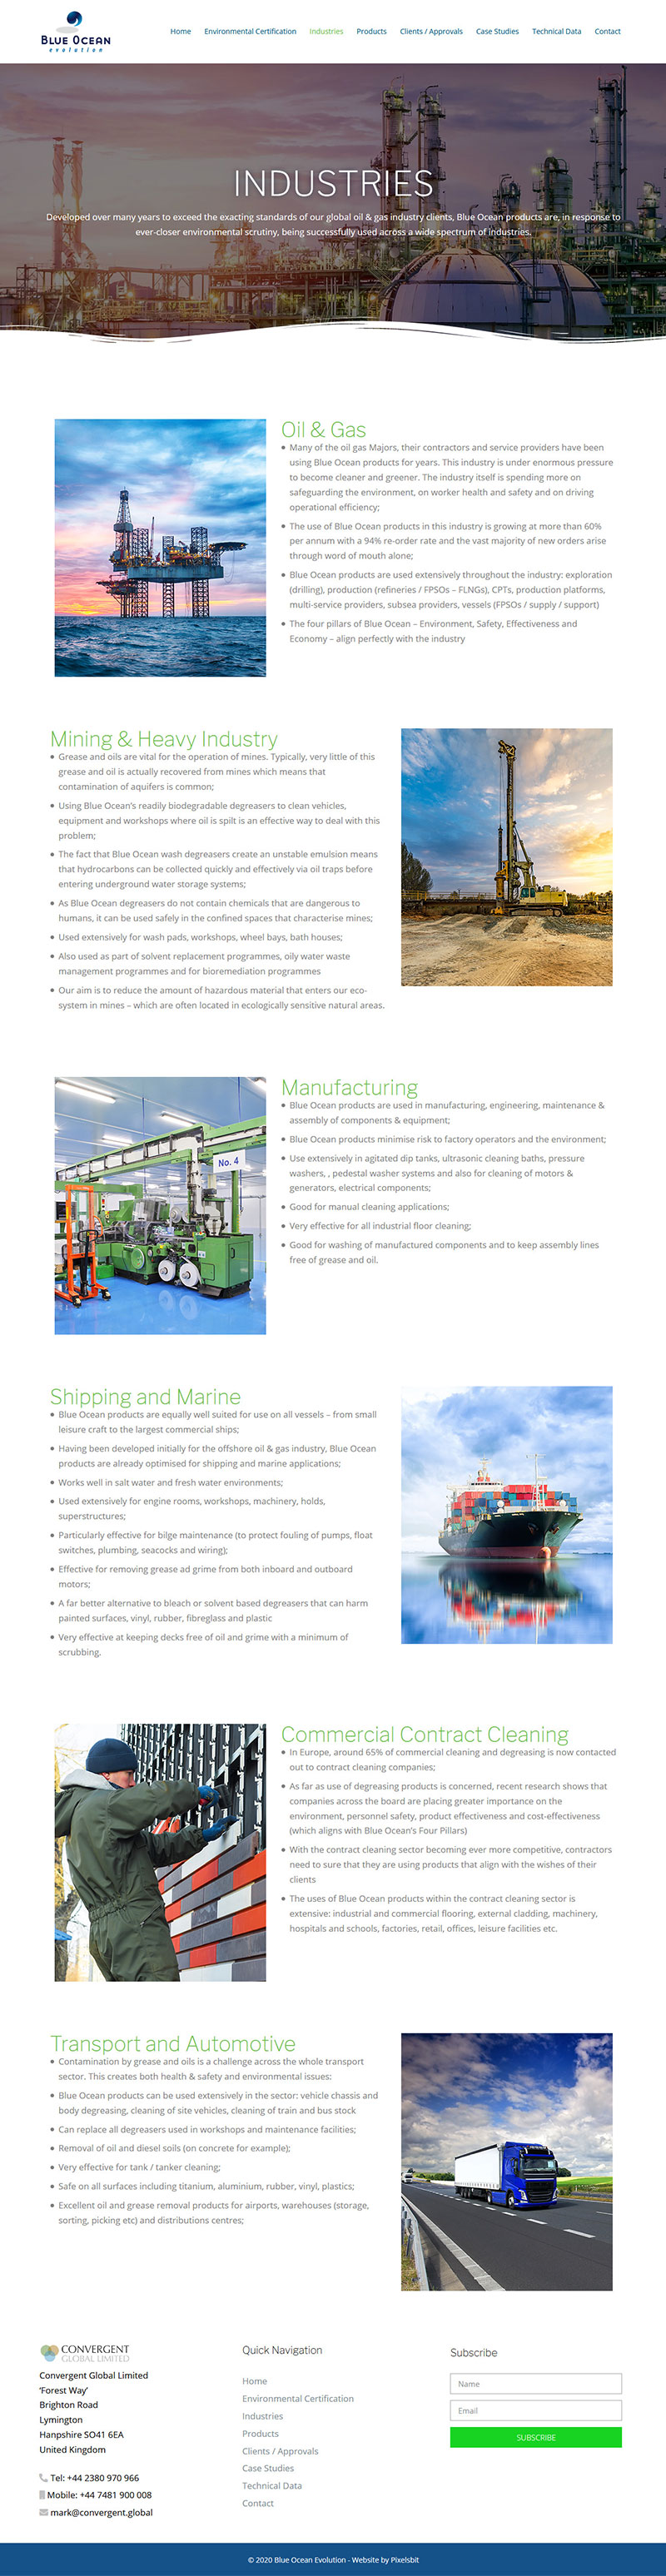 BLUE OCEAN
evolution
Home Environmental Certification Industries Products Clients / Approvals Case Studies Technical Data Contact
INDUSTRIES
Developed over many years to exceed the exacting standards of our global oil & gas industry clients, Blue Ocean products are, in response to
ever-closer environmental scrutiny, being successfully used across a wide spectrum of industries.
Oil & Gas
• Many of the oil gas Majors, their contractors and service providers have been
using Blue Ocean products for years. This industry is under enormous pressure
to become cleaner and greener. The industry itself is spending more on
safeguarding the environment, on worker health and safety and on driving
operational efficiency;
• The use of Blue Ocean products in this industry is growing at more than 60%
per annum with a 94% re-order rate and the vast majority of new orders arise
through word of mouth alone;
• Blue Ocean products are used extensively throughout the industry: exploration
(drilling), production (refineries / FPSOs – FLNGs), CPTs, production platforms,
multi-service providers, subsea providers, vessels (FPSOs / supply / support)
• The four pillars of Blue Ocean – Environment, Safety, Effectiveness and
Economy – align perfectly with the industry
Mining & Heavy Industry
• Grease and oils are vital for the operation of mines. Typically, very little of this
grease and oil is actually recovered from mines which means that
contamination of aquifers is common;
• Using Blue Ocean's readily biodegradable degreasers to clean vehicles,
equipment and workshops where oil is spilt is an effective way to deal with this
problem;
• The fact that Blue Ocean wash degreasers create an unstable emulsion means
that hydrocarbons can be collected quickly and effectively via oil traps before
entering underground water storage systems;
• As Blue Ocean degreasers do not contain chemicals that are dangerous to
humans, it can be used safely in the confined spaces that characterise mines;
• Used extensively for wash pads, workshops, wheel bays, bath houses;
• Also used as part of solvent replacement programmes, oily water waste
management programmes and for bioremediation programmes
• Our aim is to reduce the amount of hazardous material that enters our eco-
system in mines – which are often located in ecologically sensitive natural areas.
No. 4
Manufacturing
• Blue Ocean products are used in manufacturing, engineering, maintenance &
assembly of components & equipment;
• Blue Ocean products minimise risk to factory operators and the environment;
• Use extensively in agitated dip tanks, ultrasonic cleaning baths, pressure
washers, , pedestal washer systems and also for cleaning of motors &
generators, electrical components;
• Good for manual cleaning applications;
• Very effective for all industrial floor cleaning;
• Good for washing of manufactured components and to keep assembly lines
free of grease and oil.
Shipping and Marine
• Blue Ocean products are equally well suited for use on all vessels – from small
leisure craft to the largest commercial ships;
• Having been developed initially for the offshore oil & gas industry, Blue Ocean
products are already optimised for shipping and marine applications;
• Works well in salt water and fresh water environments;
• Used extensively for engine rooms, workshops, machinery, holds,
superstructures;
• Particularly effective for bilge maintenance (to protect fouling of pumps, float
switches, plumbing, seacocks and wiring);
• Effective for removing grease ad grime from both inboard and outboard
motors;
• A far better alternative to bleach or solvent based degreasers that can harm
painted surfaces, vinyl, rubber, fibreglass and plastic
• Very effective at keeping decks free of oil and grime with a minimum of
scrubbing.
Commercial Contract Cleaning
• In Europe, around 65% of commercial cleaning and degreasing is now contacted
out to contract cleaning companies;
• As far as use of degreasing products is concerned, recent research shows that
companies across the board are placing greater importance on the
environment, personnel safety, product effectiveness and cost-effectiveness
(which aligns with Blue Ocean's Four Pillars)
• With the contract cleaning sector becoming ever more competitive, contractors
need to sure that they are using products that align with the wishes of their
clients
• The uses of Blue Ocean products within the contract cleaning sector is
extensive: industrial and commercial flooring, external cladding, machinery,
hospitals and schools, factories, retail, offices, leisure facilities etc.
Transport and Automotive
• Contamination by grease and oils is a challenge across the whole transport
sector. This creates both health & safety and environmental issues:
• Blue Ocean products can be used extensively in the sector: vehicle chassis and
body degreasing, cleaning of site vehicles, cleaning of train and bus stock
• Can replace all degreasers used in workshops and maintenance facilities;
• Removal of oil and diesel soils (on concrete for example);
• Very effective for tank / tanker cleaning;
• Safe on all surfaces including titanium, aluminium, rubber, vinyl, plastics;
• Excellent oil and grease removal products for airports, warehouses (storage,
sorting, picking etc) and distributions centres;
CONVERGENT
GLOBAL LIMITED
Convergent Global Limited
'Forest Way'
Brighton Road
Lymington
Hanpshire SO41 6EA
United Kingdom
Tel: +44 2380 970 966
Mobile: +44 7481 900 008
mark@convergent.global
Quick Navigation
Home
Environmental Certification
Industries
Products
Clients / Approvals
Case Studies
Technical Data
Contact
Subscribe
Name
Email
SUBSCRIBE
© 2020 Blue Ocean Evolution - Website by Pixelsbit